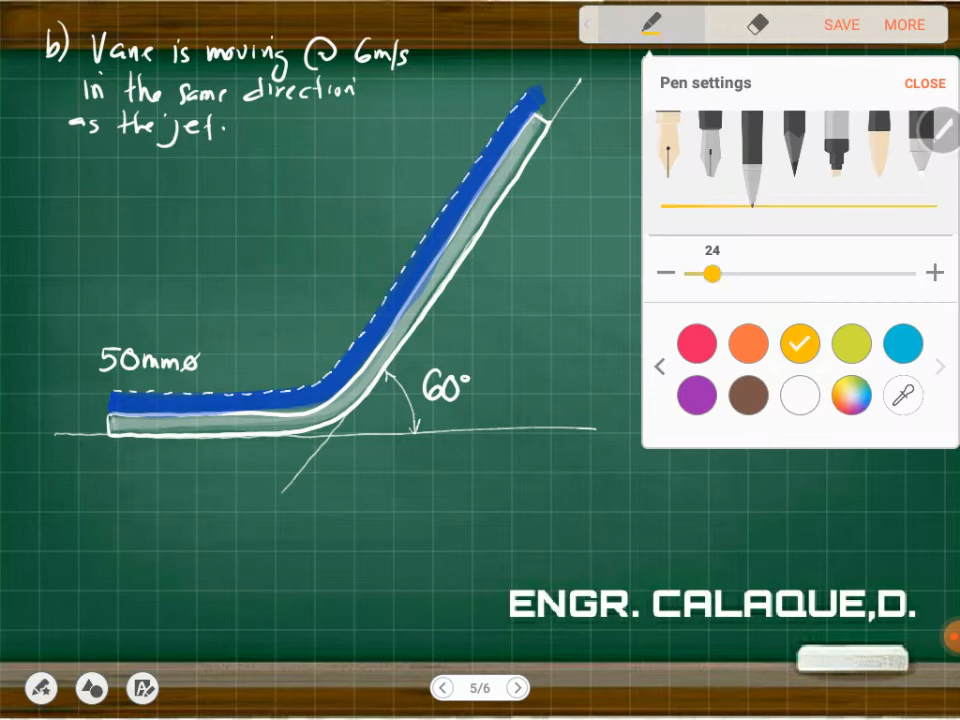 b) Vane is moving @ 6m/s
in the same direction
as the jet.
50mmø
60°
ENGR. CALAQUE,D.
SAVE
MORE
Pen settings
CLOSE
24
5/6